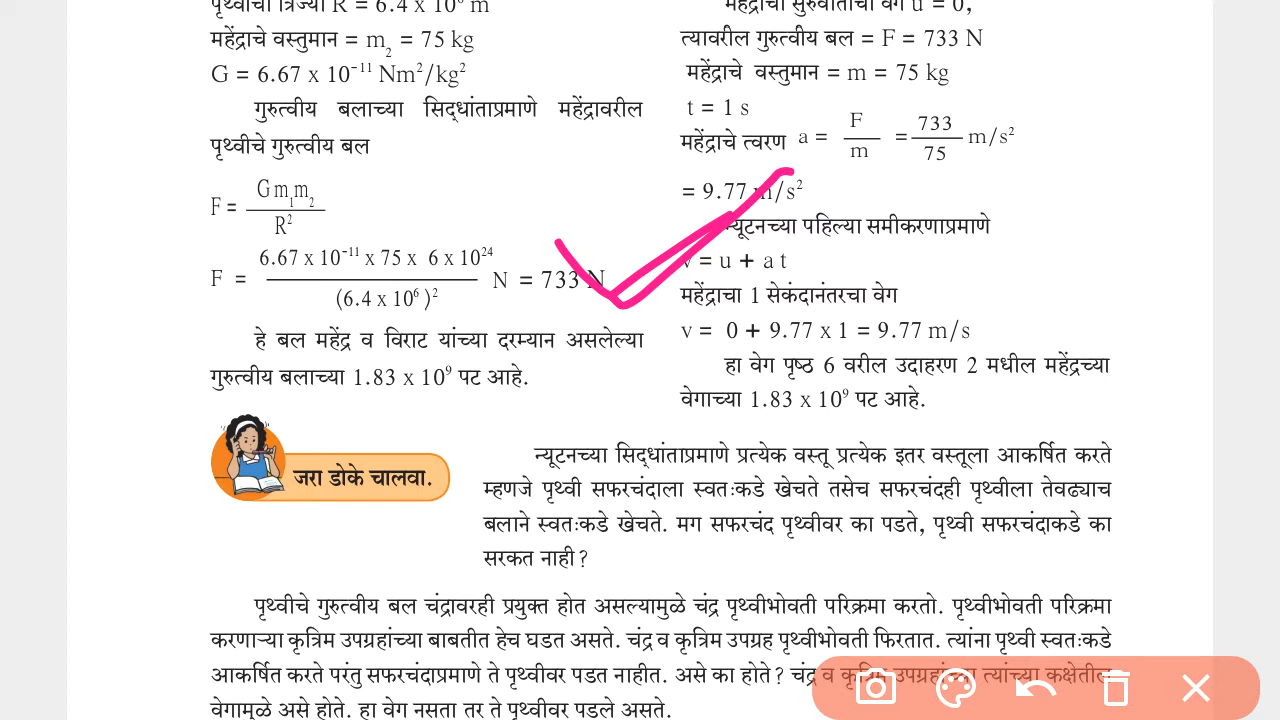 पृथ्वीची त्रिज्या R = 6.4 x 10⁶ m
महेंद्राचे वस्तुमान = m₂ = 75 kg
G = 6.67 x 10⁻¹¹ Nm²/kg²
गुरुत्वीय बलाच्या सिद्धांताप्रमाणे महेंद्रावरील
पृथ्वीचे गुरुत्वीय बल
F = G m₁m₂ / R²
F = 6.67 x 10⁻¹¹ x 75 x 6 x 10²⁴ / (6.4 x 10⁶ )² N = 733 N
हे बल महेंद्र व विराट यांच्या दरम्यान असलेल्या
गुरुत्वीय बलाच्या 1.83 x 10⁹ पट आहे.
महेंद्राचा सुरुवातीचा वेग u = 0,
त्यावरील गुरुत्वीय बल = F = 733 N
महेंद्राचे वस्तुमान = m = 75 kg
t = 1 s
महेंद्राचे त्वरण a = F / m = 733 / 75 m/s²
= 9.77 m/s²
न्यूटनच्या पहिल्या समीकरणाप्रमाणे
v = u + a t
महेंद्राचा 1 सेकंदानंतरचा वेग
v = 0 + 9.77 x 1 = 9.77 m/s
हा वेग पृष्ठ 6 वरील उदाहरण 2 मधील महेंद्रच्या
वेगाच्या 1.83 x 10⁹ पट आहे.
जरा डोके चालवा.
न्यूटनच्या सिद्धांताप्रमाणे प्रत्येक वस्तू प्रत्येक इतर वस्तूला आकर्षित करते
म्हणजे पृथ्वी सफरचंदाला स्वतःकडे खेचते तसेच सफरचंदही पृथ्वीला तेवढ्याच
बलाने स्वतःकडे खेचते. मग सफरचंद पृथ्वीवर का पडते, पृथ्वी सफरचंदाकडे का
सरकत नाही?
पृथ्वीचे गुरुत्वीय बल चंद्रावरही प्रयुक्त होत असल्यामुळे चंद्र पृथ्वीभोवती परिक्रमा करतो. पृथ्वीभोवती परिक्रमा
करणाऱ्या कृत्रिम उपग्रहांच्या बाबतीत हेच घडत असते. चंद्र व कृत्रिम उपग्रह पृथ्वीभोवती फिरतात. त्यांना पृथ्वी स्वतःकडे
आकर्षित करते परंतु सफरचंदाप्रमाणे ते पृथ्वीवर पडत नाहीत. असे का होते? चंद्र व कृत्रिम उपग्रहांच्या त्यांच्या कक्षेतील
वेगामुळे असे होते. हा वेग नसता तर ते पृथ्वीवर पडले असते.